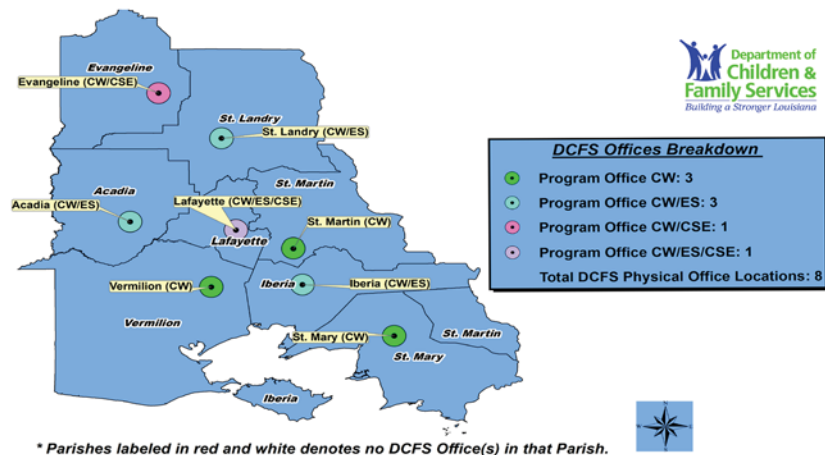 Evangeline
Evangeline (CW/CSE)
St. Landry
St. Landry (CW/ES)
Acadia
Acadia (CW/ES)
St. Martin
Lafayette (CW/ES/CSE)
St. Martin (CW)
Lafayette
Vermilion (CW)
Iberia
Iberia (CW/ES)
Vermilion
St. Mary (CW)
St. Martin
St. Mary
Iberia
Department of
Children &
Family Services
Building a Stronger Louisiana
DCFS Offices Breakdown
Program Office CW: 3
Program Office CW/ES: 3
Program Office CW/CSE: 1
Program Office CW/ES/CSE: 1
Total DCFS Physical Office Locations: 8
N
W
E
S
* Parishes labeled in red and white denotes no DCFS Office(s) in that Parish.